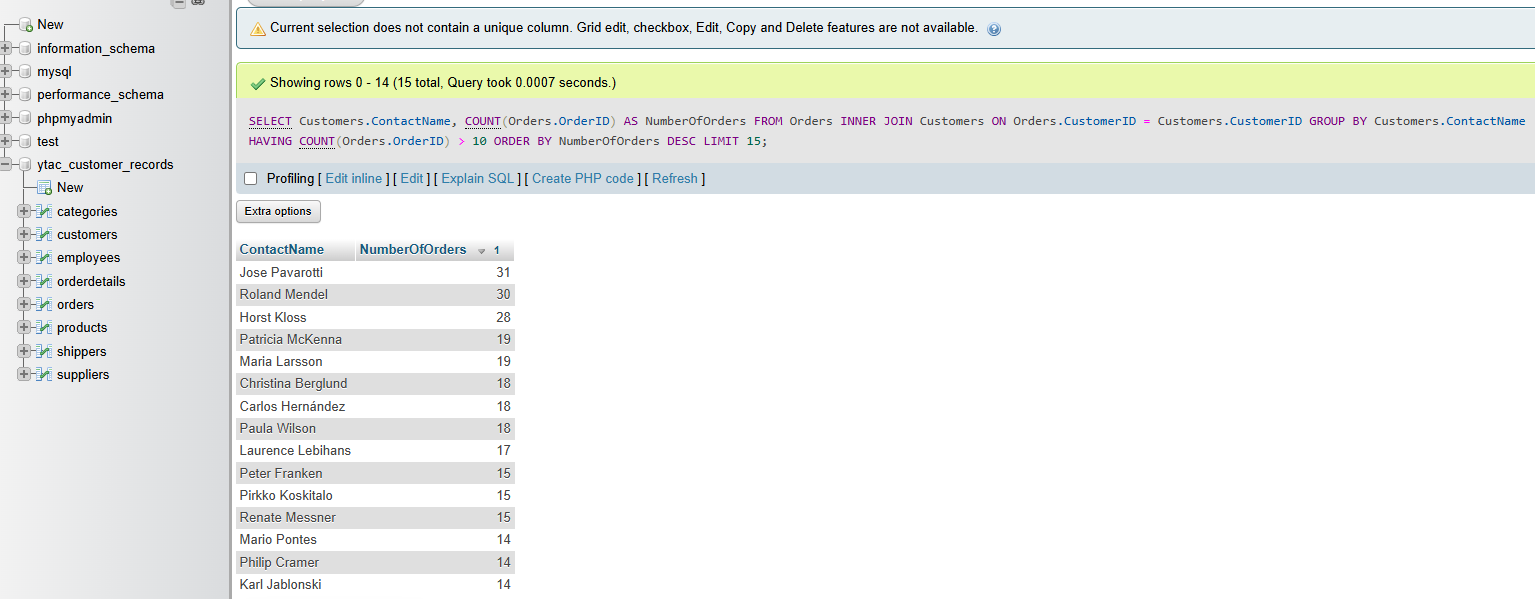 New
information_schema
mysql
performance_schema
phpmyadmin
test
ytac_customer_records
New
categories
customers
employees
orderdetails
orders
products
shippers
suppliers
Current selection does not contain a unique column. Grid edit, checkbox, Edit, Copy and Delete features are not available.
Showing rows 0 - 14 (15 total, Query took 0.0007 seconds.)
SELECT Customers.ContactName, COUNT(Orders.OrderID) AS NumberOfOrders FROM Orders INNER JOIN Customers ON Orders.CustomerID = Customers.CustomerID GROUP BY Customers.ContactName
HAVING COUNT(Orders.OrderID) > 10 ORDER BY NumberOfOrders DESC LIMIT 15;
Profiling [ Edit inline ] [ Edit ] [ Explain SQL ] [ Create PHP code ] [ Refresh ]
Extra options
ContactName NumberOfOrders 1
Jose Pavarotti 31
Roland Mendel 30
Horst Kloss 28
Patricia McKenna 19
Maria Larsson 19
Christina Berglund 18
Carlos Hernández 18
Paula Wilson 18
Laurence Lebihans 17
Peter Franken 15
Pirkko Koskitalo 15
Renate Messner 15
Mario Pontes 14
Philip Cramer 14
Karl Jablonski 14